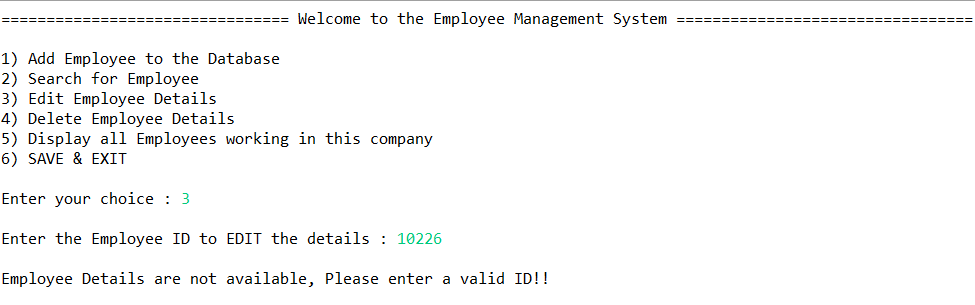 ================================ Welcome to the Employee Management System =================================
1) Add Employee to the Database
2) Search for Employee
3) Edit Employee Details
4) Delete Employee Details
5) Display all Employees working in this company
6) SAVE & EXIT
Enter your choice : 3
Enter the Employee ID to EDIT the details : 10226
Employee Details are not available, Please enter a valid ID!!